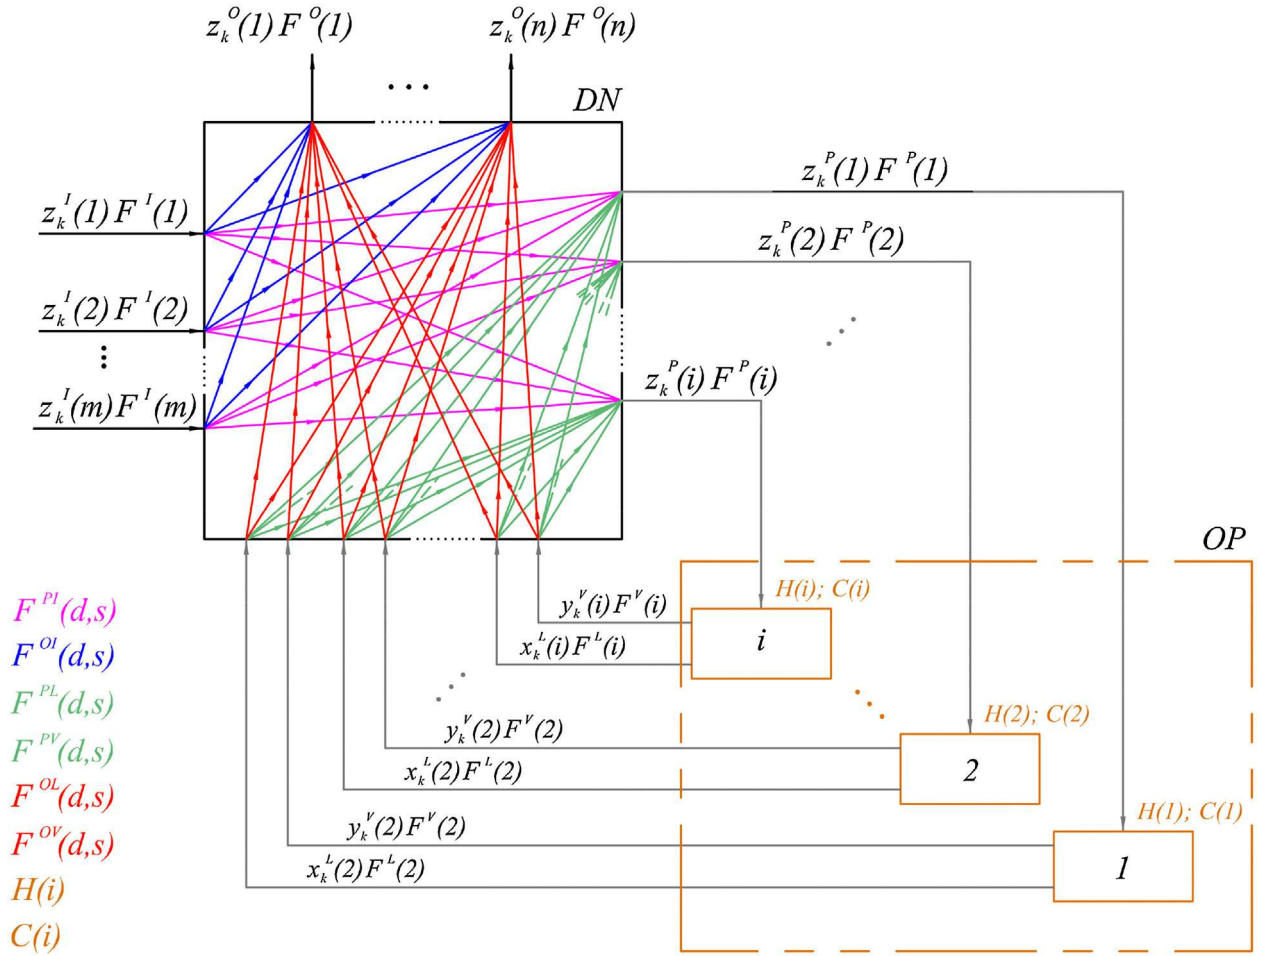 z_k^O(1) F^O(1)
z_k^O(n) F^O(n)
DN
z_k^P(1) F^P(1)
z_k^I(1) F^I(1)
z_k^P(2) F^P(2)
z_k^I(2) F^I(2)
z_k^P(i) F^P(i)
z_k^I(m) F^I(m)
OP
H(i); C(i)
y_k^V(i) F^V(i)
x_k^L(i) F^L(i)
i
H(2); C(2)
y_k^V(2) F^V(2)
x_k^L(2) F^L(2)
2
H(1); C(1)
y_k^V(2) F^V(2)
x_k^L(2) F^L(2)
1
F^PI(d,s)
F^OI(d,s)
F^PL(d,s)
F^PV(d,s)
F^OL(d,s)
F^OV(d,s)
H(i)
C(i)